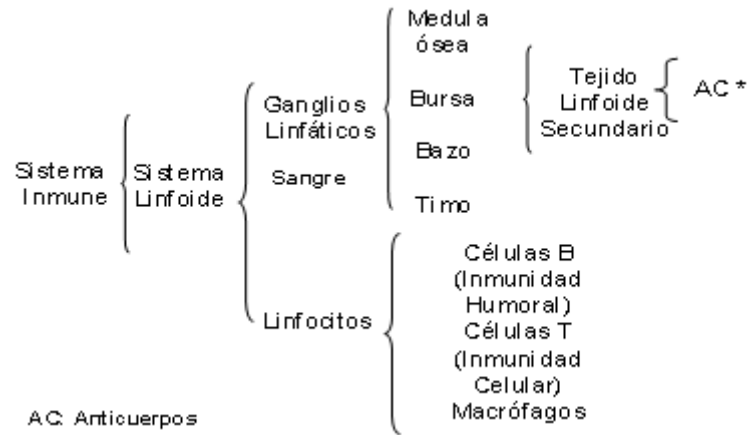 Sistema
Inmune
Sistema
Linfoide
Ganglios
Linfáticos
Sangre
Linfocitos
Medula
ósea
Bursa
Bazo
Timo
Tejido
Linfoide
Secundario
AC *
Células B
(Inmunidad
Humoral)
Células T
(Inmunidad
Celular)
Macrófagos
AC: Anticuerpos